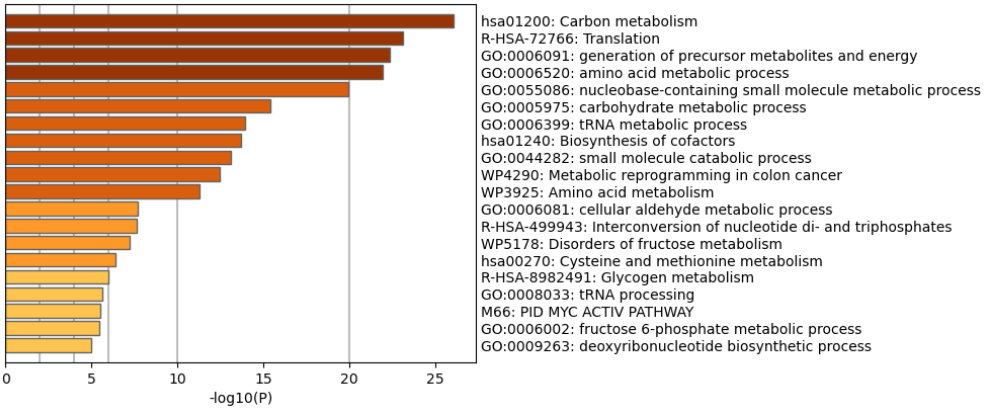 hsa01200: Carbon metabolism
R-HSA-72766: Translation
GO:0006091: generation of precursor metabolites and energy
GO:0006520: amino acid metabolic process
GO:0055086: nucleobase-containing small molecule metabolic process
GO:0005975: carbohydrate metabolic process
GO:0006399: tRNA metabolic process
hsa01240: Biosynthesis of cofactors
GO:0044282: small molecule catabolic process
WP4290: Metabolic reprogramming in colon cancer
WP3925: Amino acid metabolism
GO:0006081: cellular aldehyde metabolic process
R-HSA-499943: Interconversion of nucleotide di- and triphosphates
WP5178: Disorders of fructose metabolism
hsa00270: Cysteine and methionine metabolism
R-HSA-8982491: Glycogen metabolism
GO:0008033: tRNA processing
M66: PID MYC ACTIV PATHWAY
GO:0006002: fructose 6-phosphate metabolic process
GO:0009263: deoxyribonucleotide biosynthetic process
0 5 10 15 20 25
-log10(P)